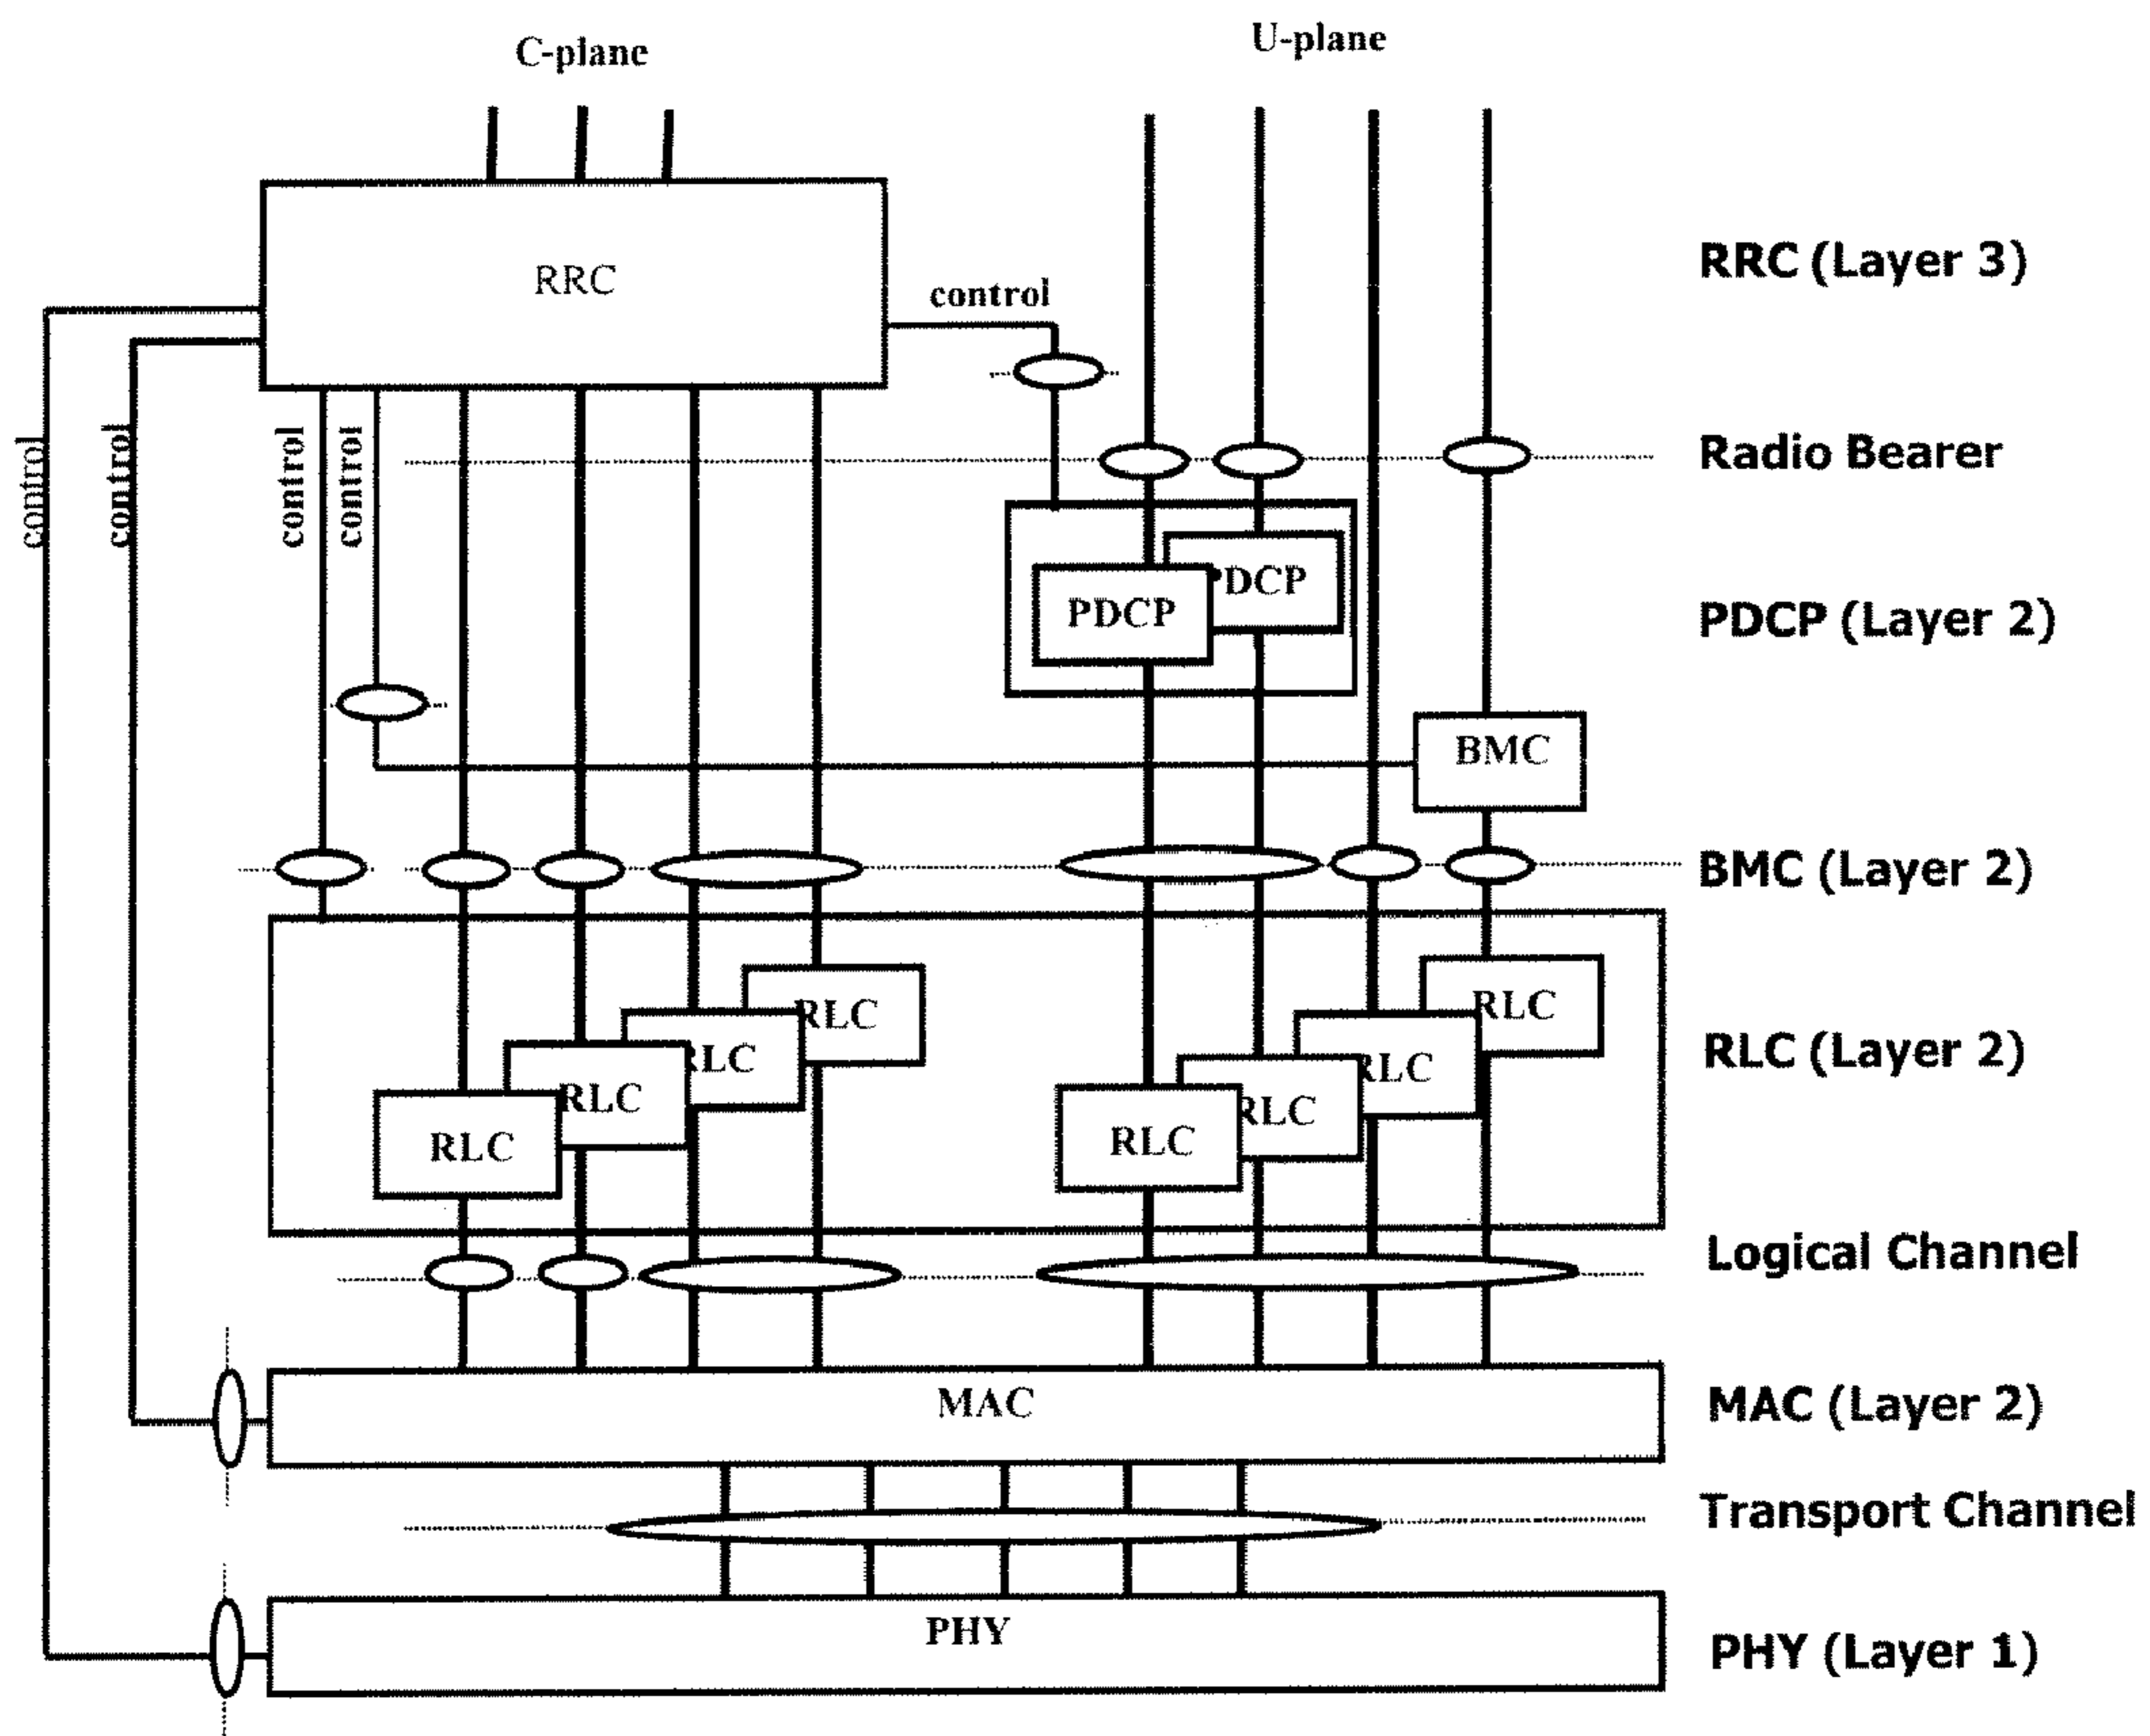 C-plane
U-plane
RRC
RRC (Layer 3)
control
control
control
control
control
Radio Bearer
PDCP
DCP
PDCP (Layer 2)
BMC
BMC (Layer 2)
RLC
RLC
RLC
RLC
RLC
RLC
RLC
RLC
RLC (Layer 2)
Logical Channel
MAC
MAC (Layer 2)
Transport Channel
PHY
PHY (Layer 1)